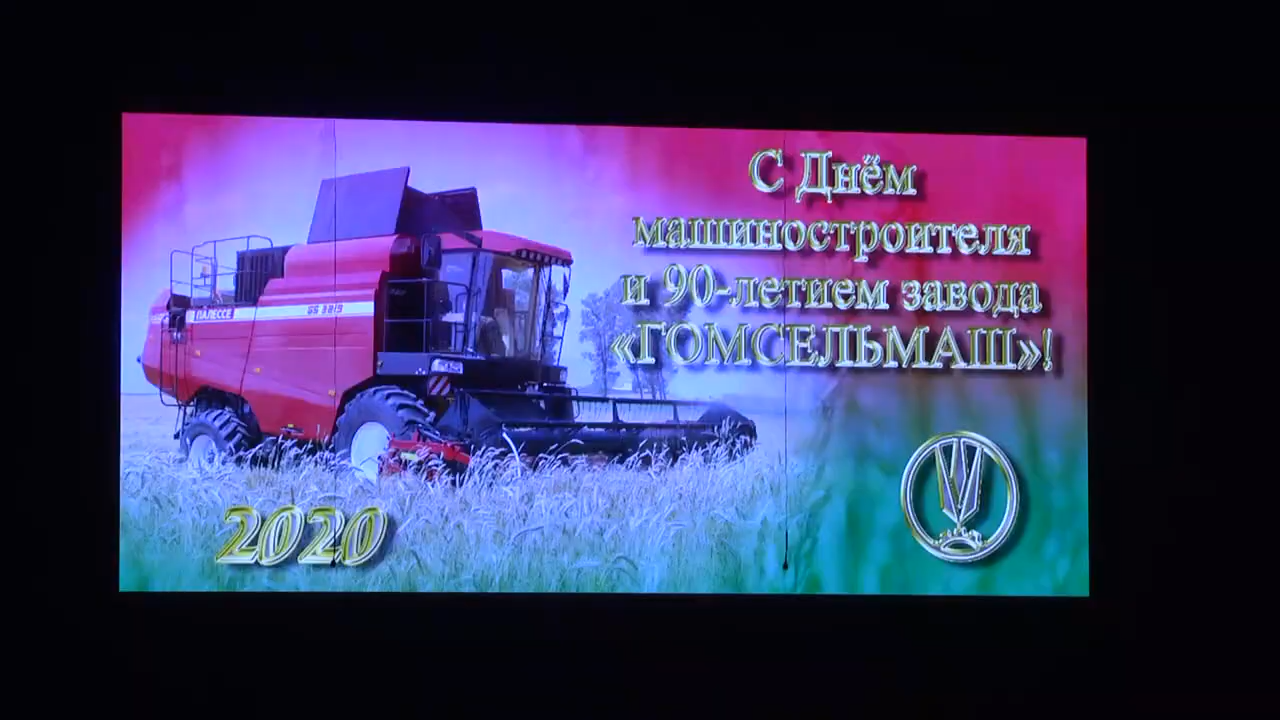 С Днём
машиностроителя
и 90-летием завода
«ГОМСЕЛЬМАШ»!
ПАЛЕССЕ
GS 3219
2020